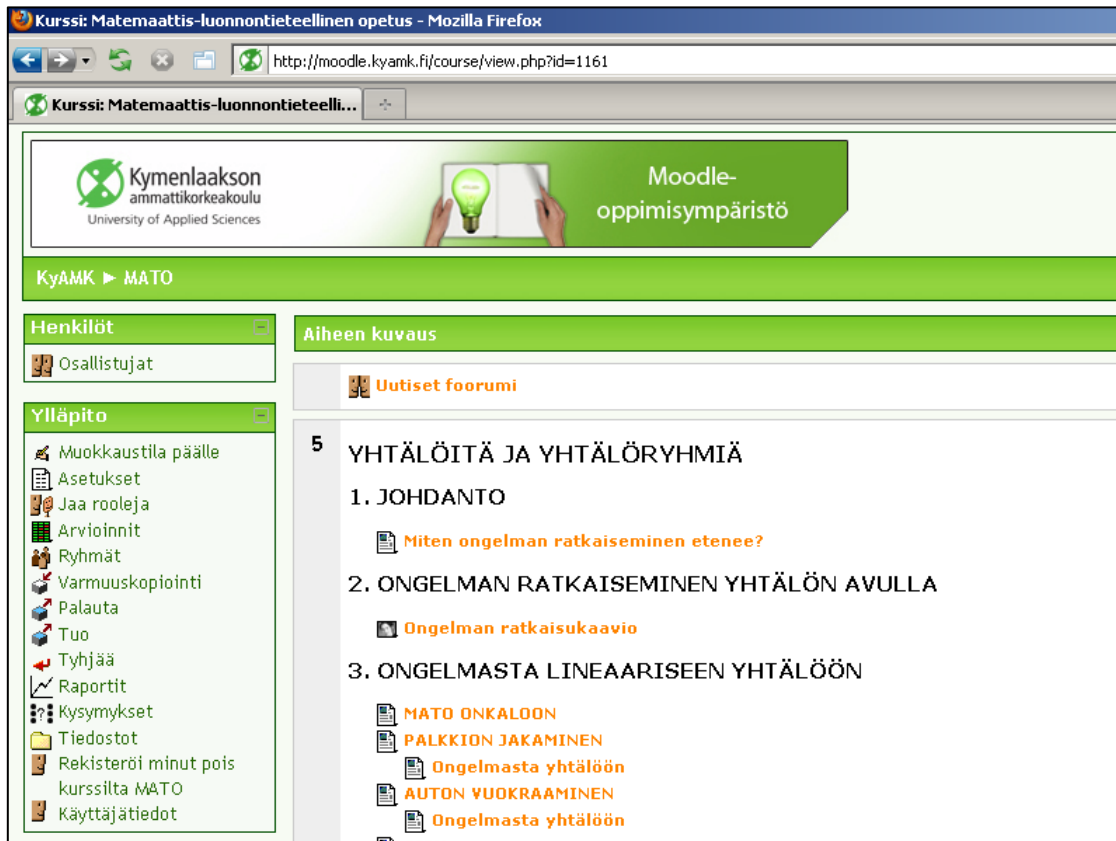 Kurssi: Matemaattis-luonnontieteellinen opetus - Mozilla Firefox
http://moodle.kyamk.fi/course/view.php?id=1161
Kurssi: Matemaattis-luonnontieteelli...
Kymenlaakson
ammattikorkeakoulu
University of Applied Sciences
Moodle-
oppimisympäristö
KyAMK ► MATO
Henkilöt
Osallistujat
Ylläpito
Muokkaustila päälle
Asetukset
Jaa rooleja
Arvioinnit
Ryhmät
Varmuuskopiointi
Palauta
Tuo
Tyhjää
Raportit
Kysymykset
Tiedostot
Rekisteröi minut pois
kurssilta MATO
Käyttäjätiedot
Aiheen kuvaus
Uutiset foorumi
5
YHTÄLÖITÄ JA YHTÄLÖRYHMIÄ
1. JOHDANTO
Miten ongelman ratkaiseminen etenee?
2. ONGELMAN RATKAISEMINEN YHTÄLÖN AVULLA
Ongelman ratkaisukaavio
3. ONGELMASTA LINEAARISEEN YHTÄLÖÖN
MATO ONKALOON
PALKKION JAKAMINEN
Ongelmasta yhtälöön
AUTON VUOKRAAMINEN
Ongelmasta yhtälöön